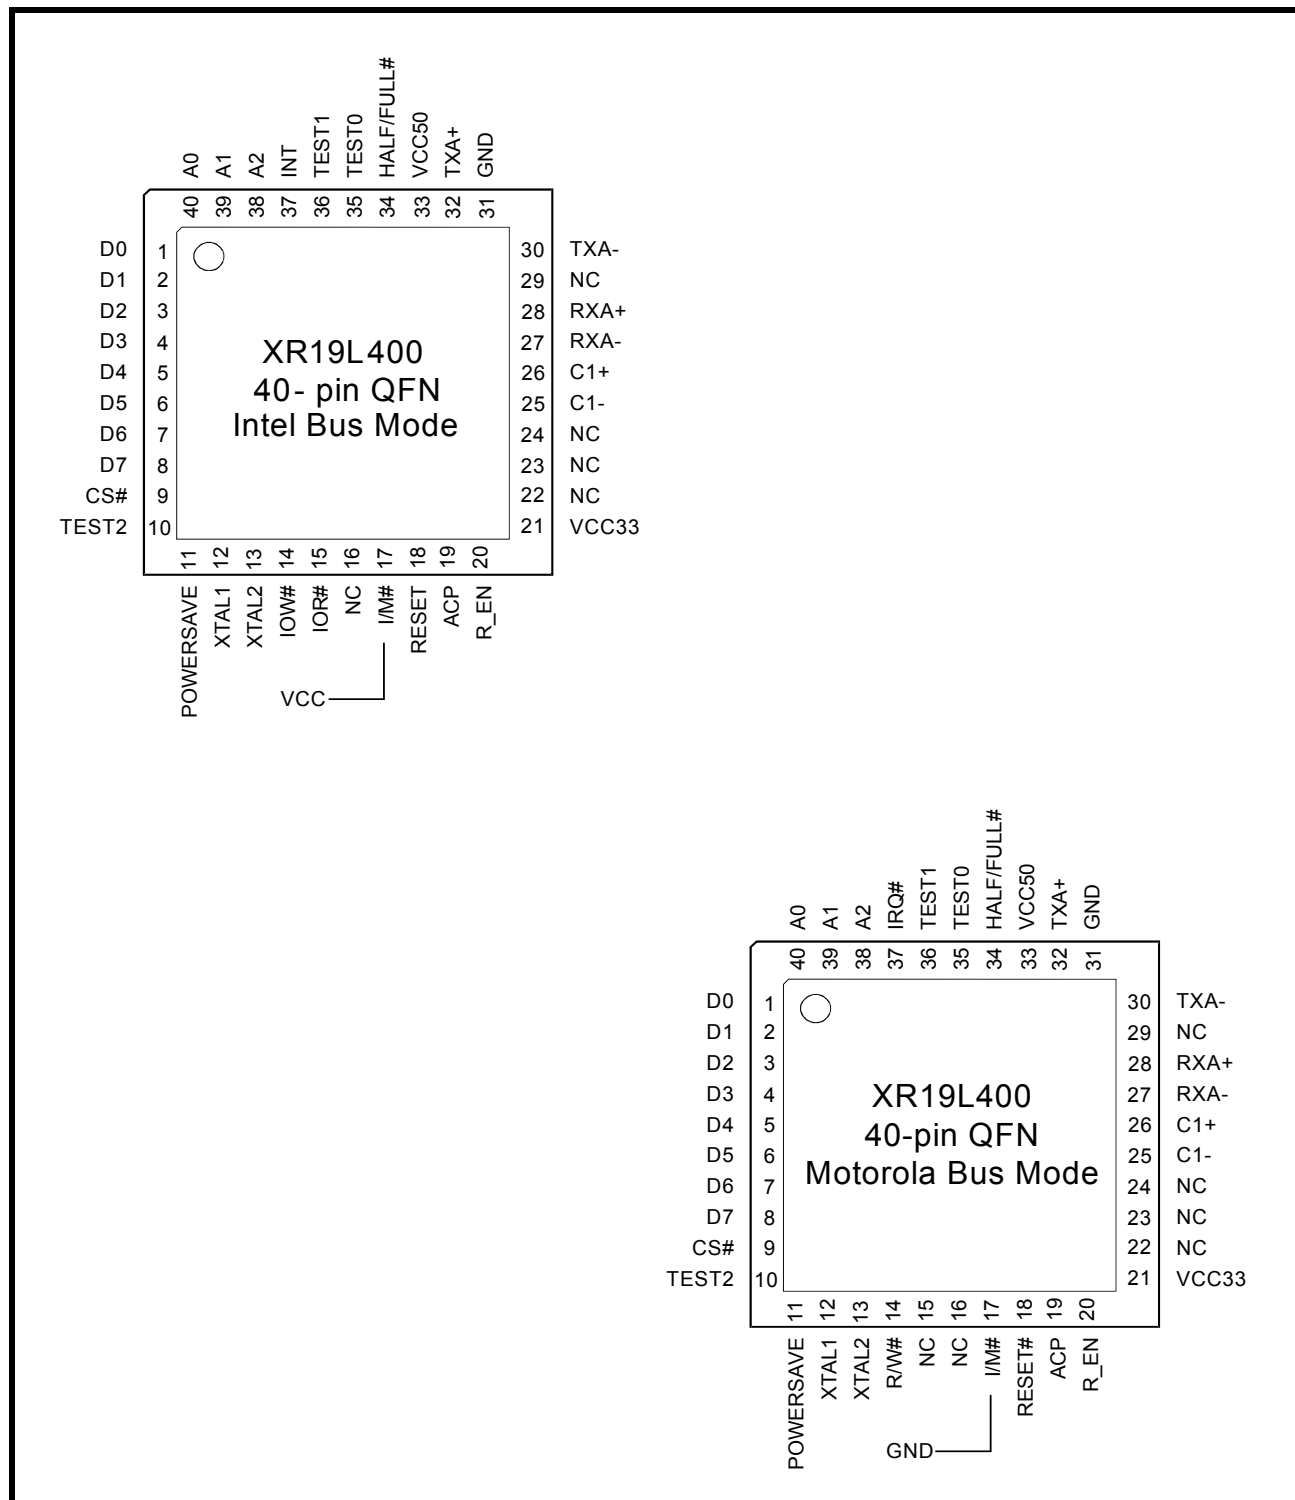 A0 A1 A2 INT TEST1 TEST0 HALF/FULL# VCC50 TXA+ GND
40 39 38 37 36 35 34 33 32 31
D0 1 30 TXA-
D1 2 29 NC
D2 3 28 RXA+
D3 4 27 RXA-
D4 5 26 C1+
D5 6 25 C1-
D6 7 24 NC
D7 8 23 NC
CS# 9 22 NC
TEST2 10 21 VCC33
XR19L400
40- pin QFN
Intel Bus Mode
11 12 13 14 15 16 17 18 19 20
POWERSAVE XTAL1 XTAL2 IOW# IOR# NC I/M# RESET ACP R_EN
VCC
A0 A1 A2 IRQ# TEST1 TEST0 HALF/FULL# VCC50 TXA+ GND
40 39 38 37 36 35 34 33 32 31
D0 1 30 TXA-
D1 2 29 NC
D2 3 28 RXA+
D3 4 27 RXA-
D4 5 26 C1+
D5 6 25 C1-
D6 7 24 NC
D7 8 23 NC
CS# 9 22 NC
TEST2 10 21 VCC33
XR19L400
40-pin QFN
Motorola Bus Mode
11 12 13 14 15 16 17 18 19 20
POWERSAVE XTAL1 XTAL2 R/W# NC NC I/M# RESET# ACP R_EN
GND